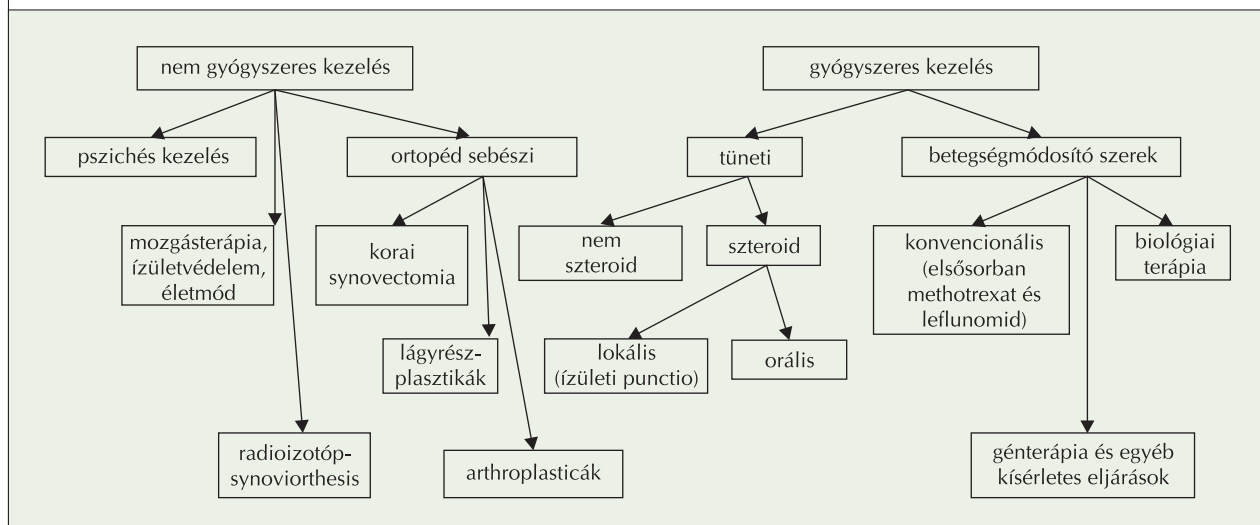 nem gyógyszeres kezelés
gyógyszeres kezelés
pszichés kezelés
ortopéd sebészi
tüneti
betegségmódosító szerek
mozgásterápia,
ízületvédelem,
életmód
korai
synovectomia
nem
szteroid
szteroid
konvencionális
(elsősorban
methotrexat és
leflunomid)
biológiai
terápia
lágyrész-
plasztikák
lokális
(ízületi punctio)
orális
radioizotóp-
synoviorthesis
arthroplasticák
génterápia és egyéb
kísérletes eljárások